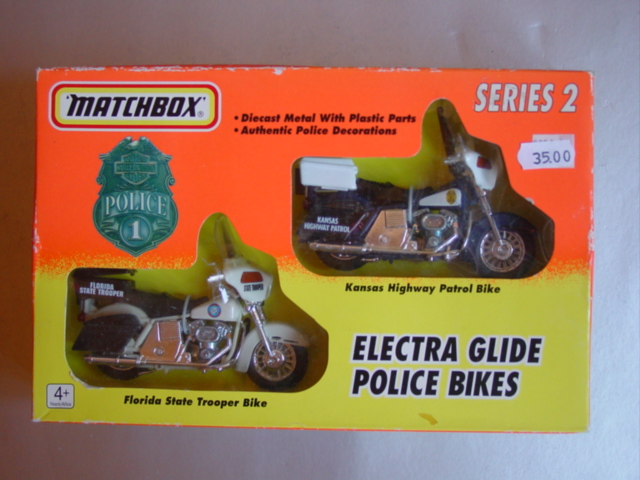 MATCHBOX®
SERIES 2
• Diecast Metal With Plastic Parts
• Authentic Police Decorations
35.00
POLICE
1
KANSAS
HIGHWAY PATROL
Kansas Highway Patrol Bike
FLORIDA
STATE TROOPER
ELECTRA GLIDE
POLICE BIKES
4+
Florida State Trooper Bike